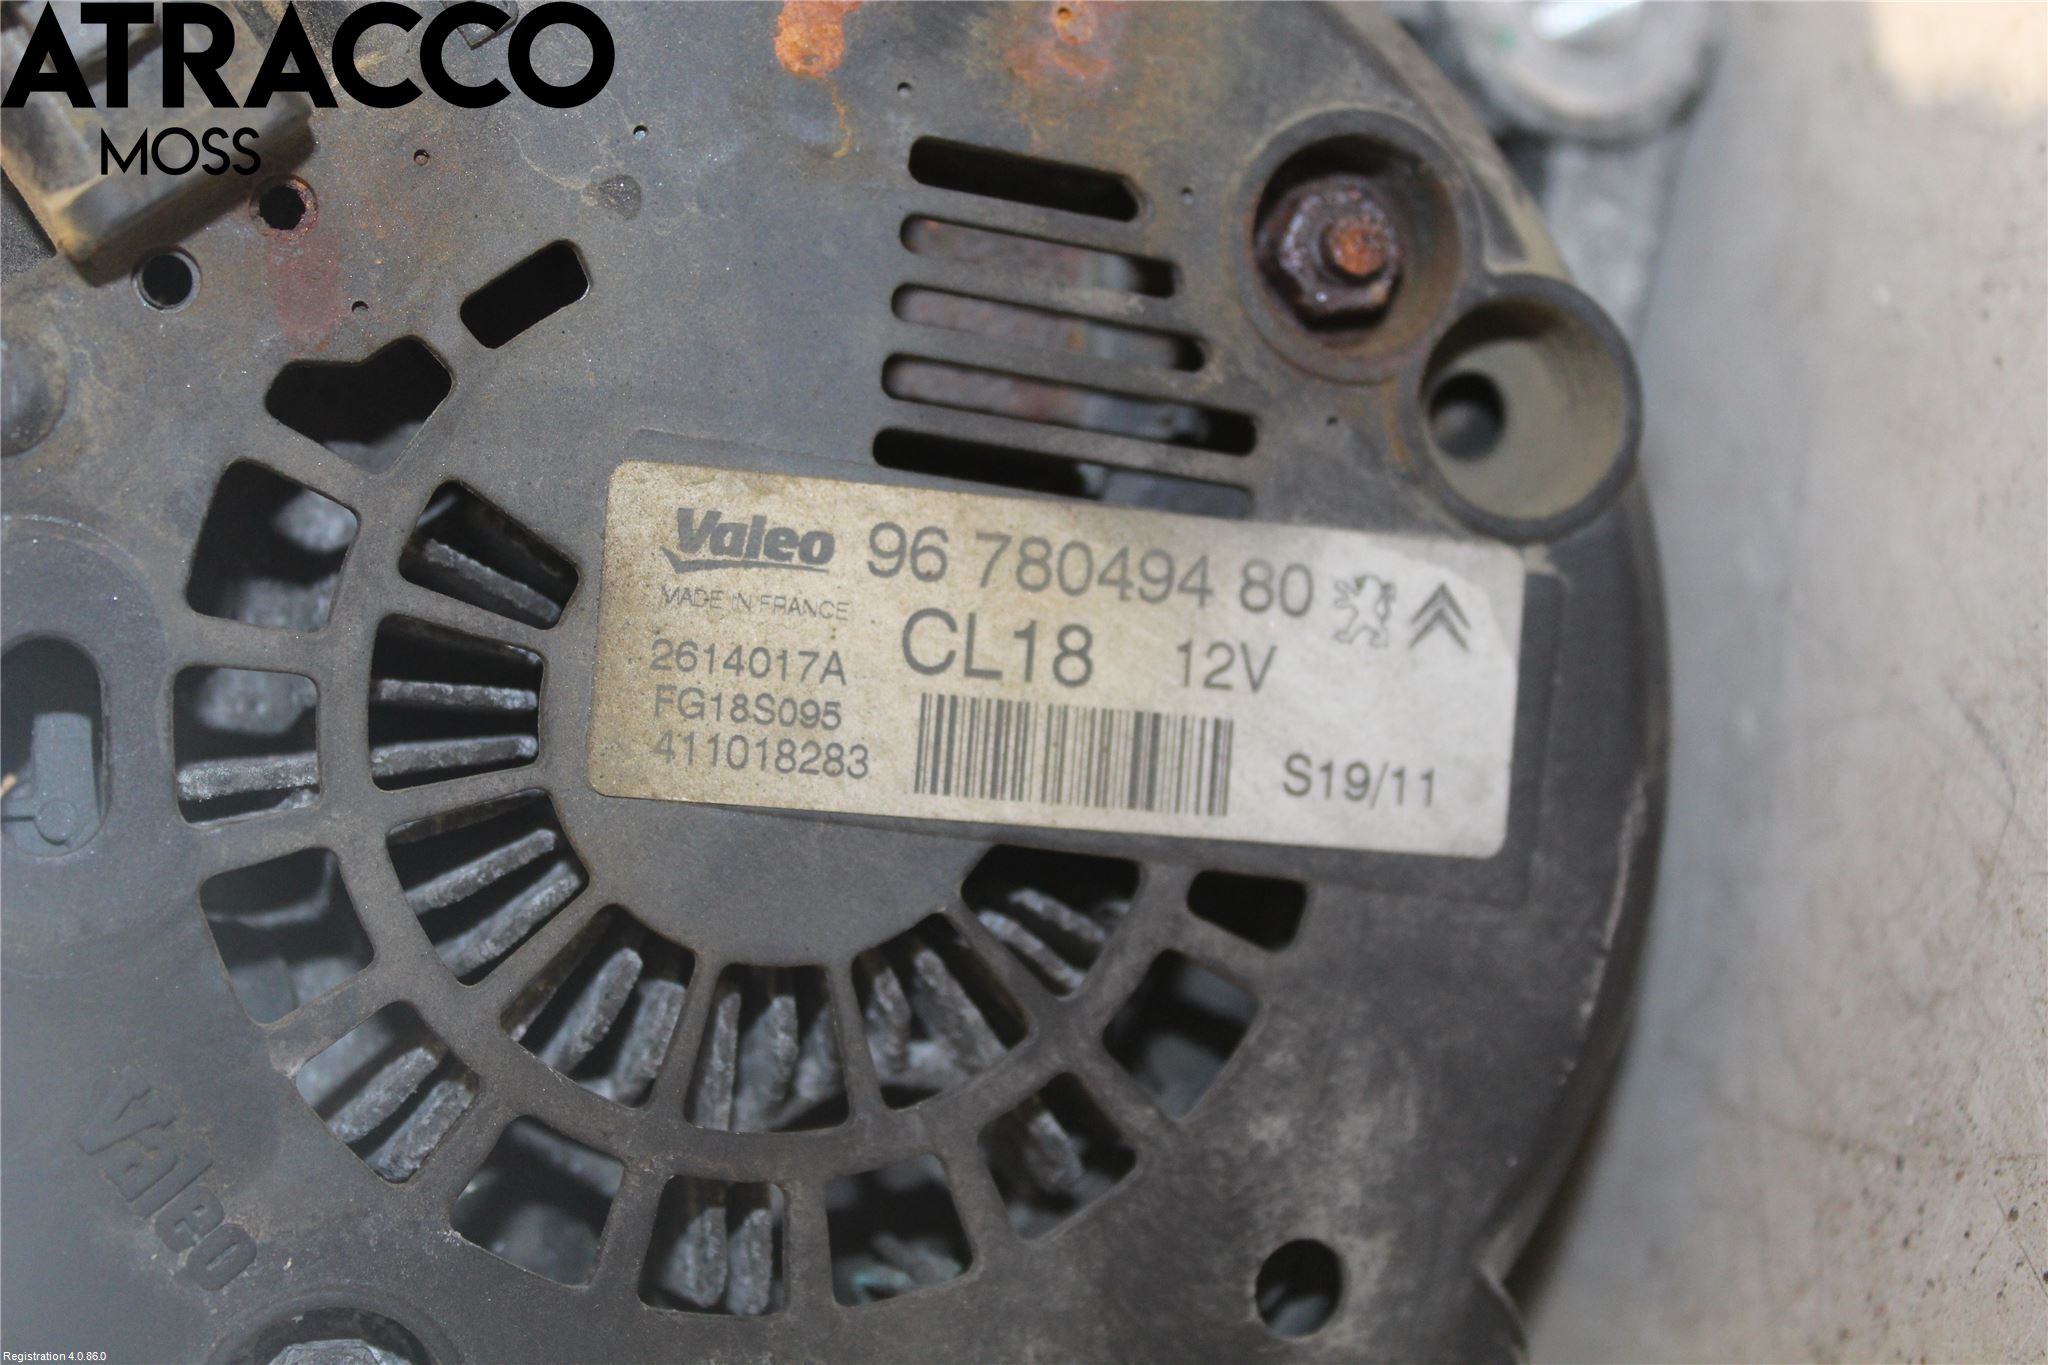 ATRACCO
MOSS
Valeo 96 780494 80
MADE IN FRANCE
2614017A CL18 12V
FG18S095
411018283 S19/11
Valeo
Registration 4.0.86.0